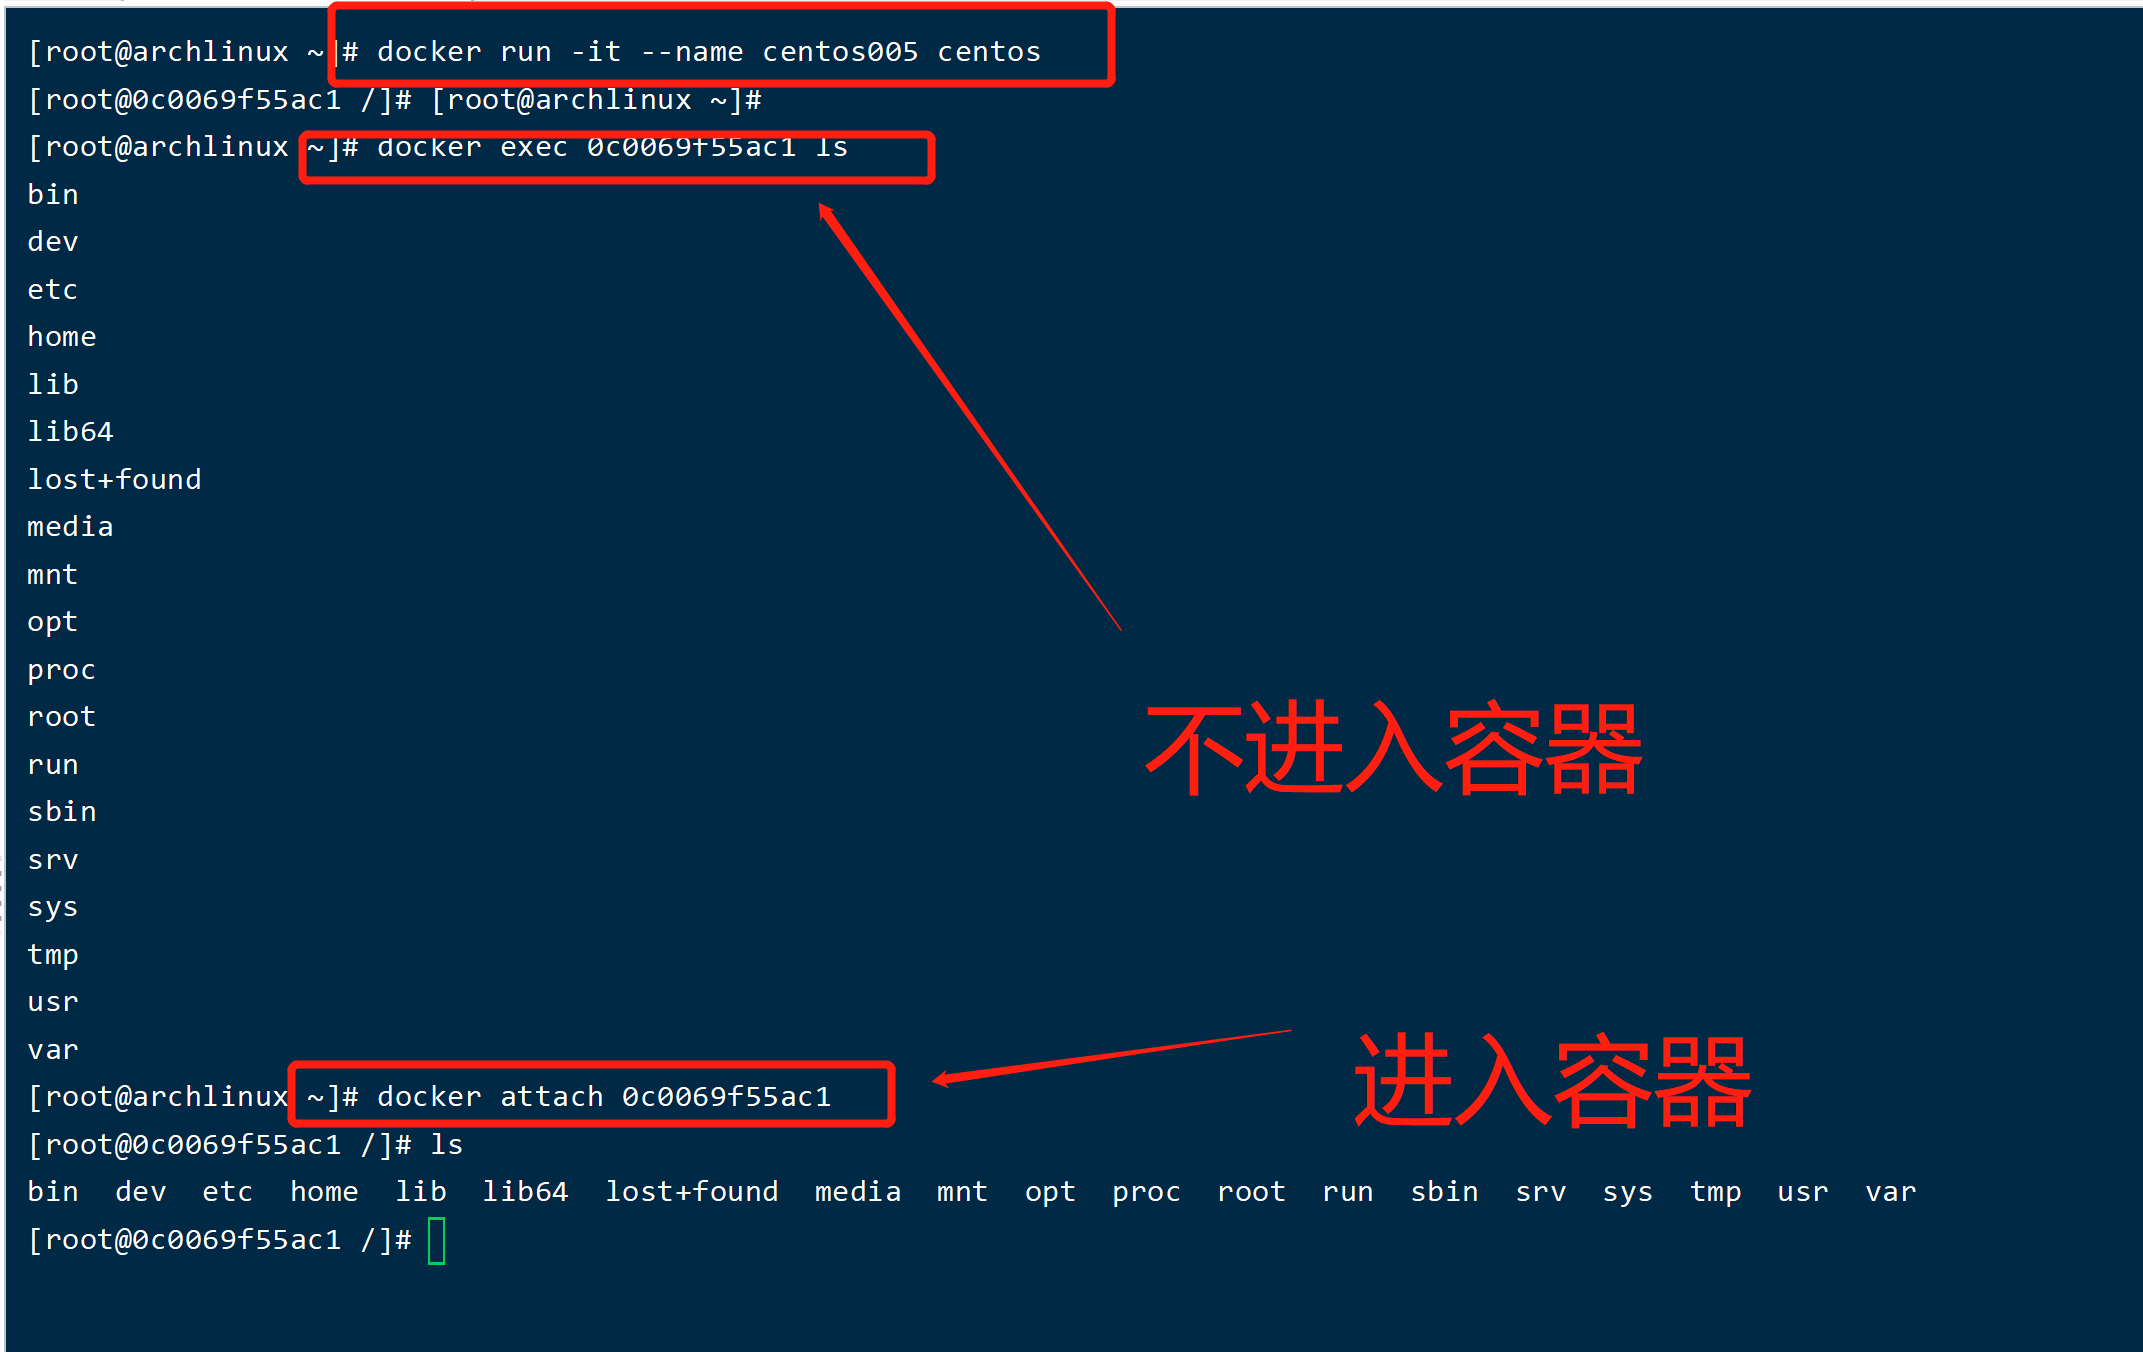 [root@archlinux ~]# docker run -it --name centos005 centos
[root@0c0069f55ac1 /]# [root@archlinux ~]#
[root@archlinux ~]# docker exec 0c0069f55ac1 ls
bin
dev
etc
home
lib
lib64
lost+found
media
mnt
opt
proc
root
run
sbin
srv
sys
tmp
usr
var
不进入容器
进入容器
[root@archlinux ~]# docker attach 0c0069f55ac1
[root@0c0069f55ac1 /]# ls
bin  dev  etc  home  lib  lib64  lost+found  media  mnt  opt  proc  root  run  sbin  srv  sys  tmp  usr  var
[root@0c0069f55ac1 /]#